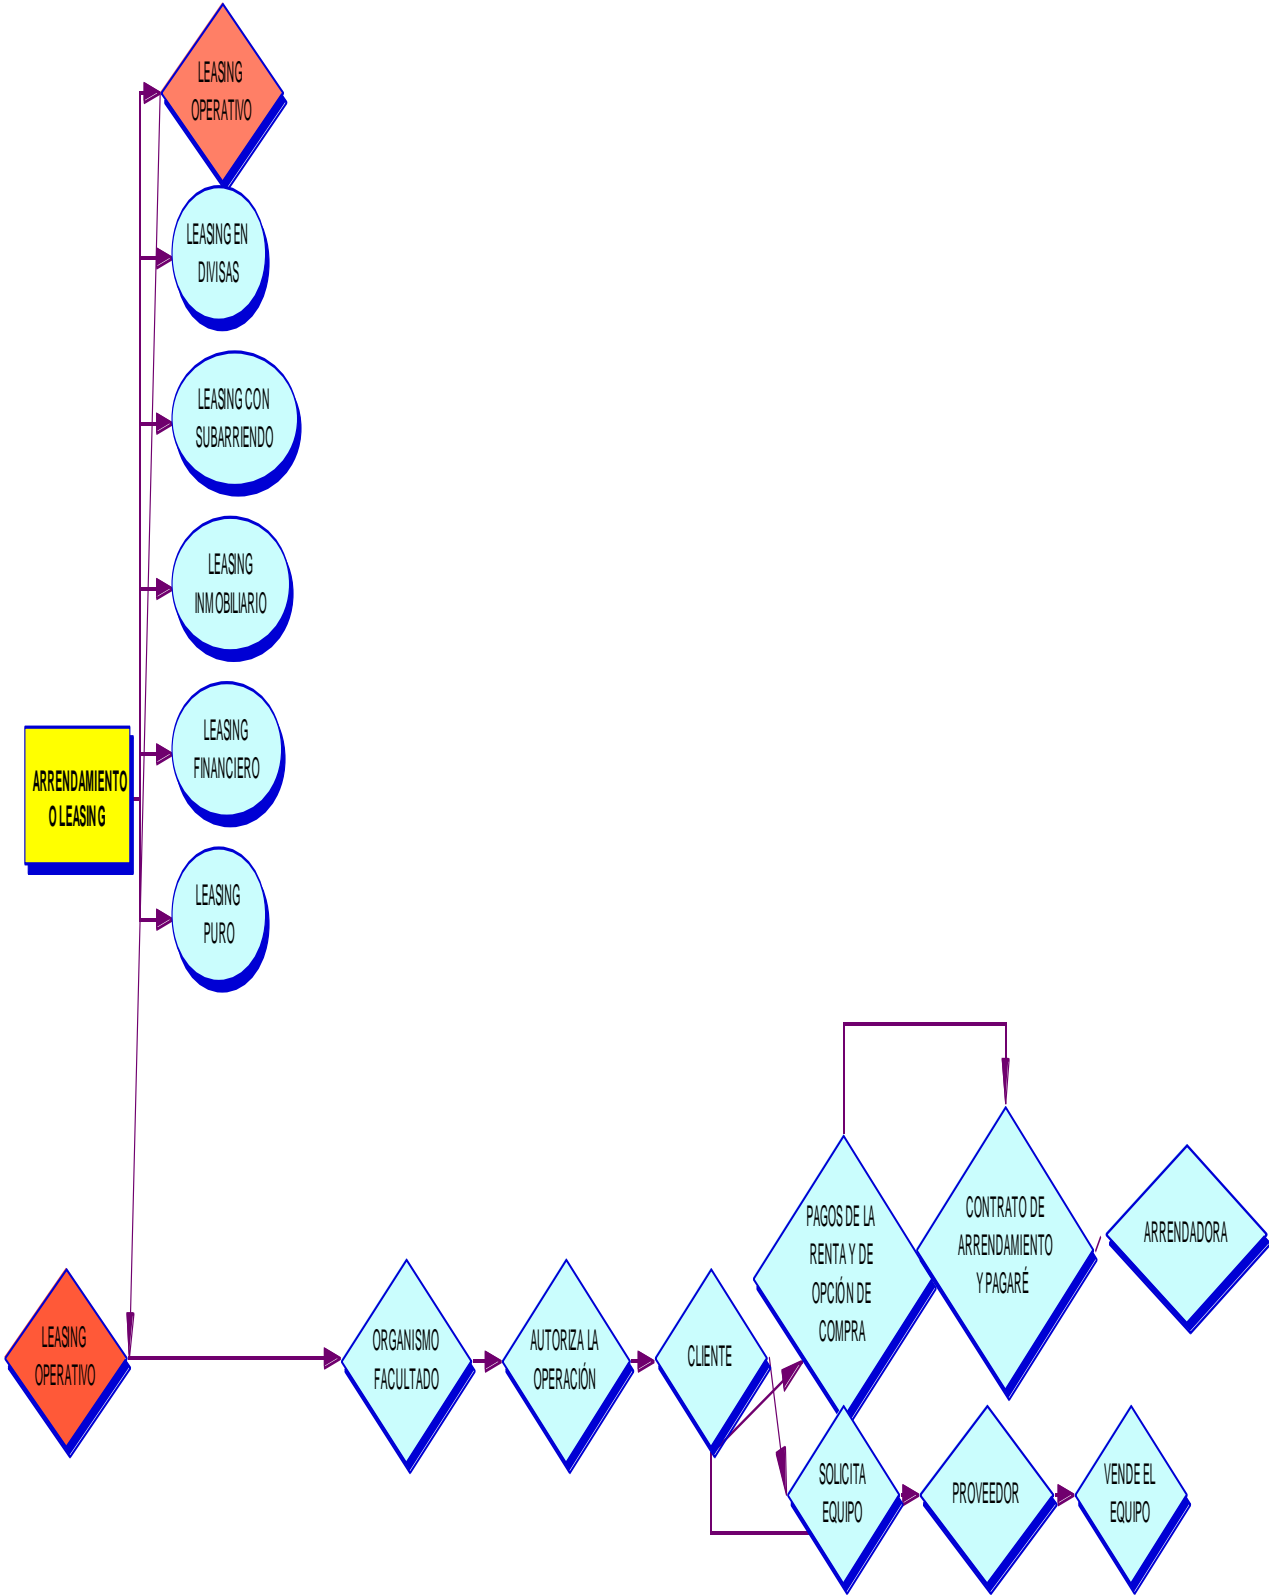 LEASING
OPERATIVO
LEASING EN
DIVISAS
LEASING CON
SUBARRIENDO
LEASING
INMOBILIARIO
LEASING
FINANCIERO
ARRENDAMIENTO
O LEASING
LEASING
PURO
LEASING
OPERATIVO
ORGANISMO
FACULTADO
AUTORIZA LA
OPERACIÓN
CLIENTE
PAGOS DE LA
RENTA Y DE
OPCIÓN DE
COMPRA
CONTRATO DE
ARRENDAMIENTO
Y PAGARÉ
ARRENDADORA
SOLICITA
EQUIPO
PROVEEDOR
VENDE EL
EQUIPO